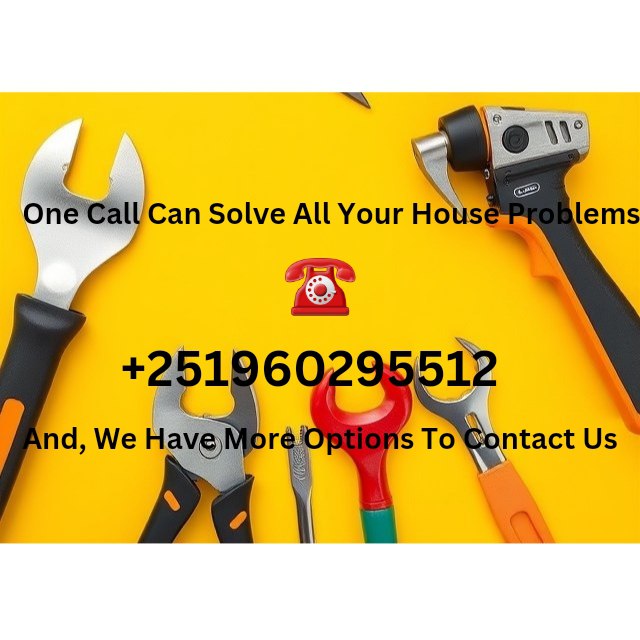 One Call Can Solve All Your House Problems
+251960295512
And, We Have More Options To Contact Us